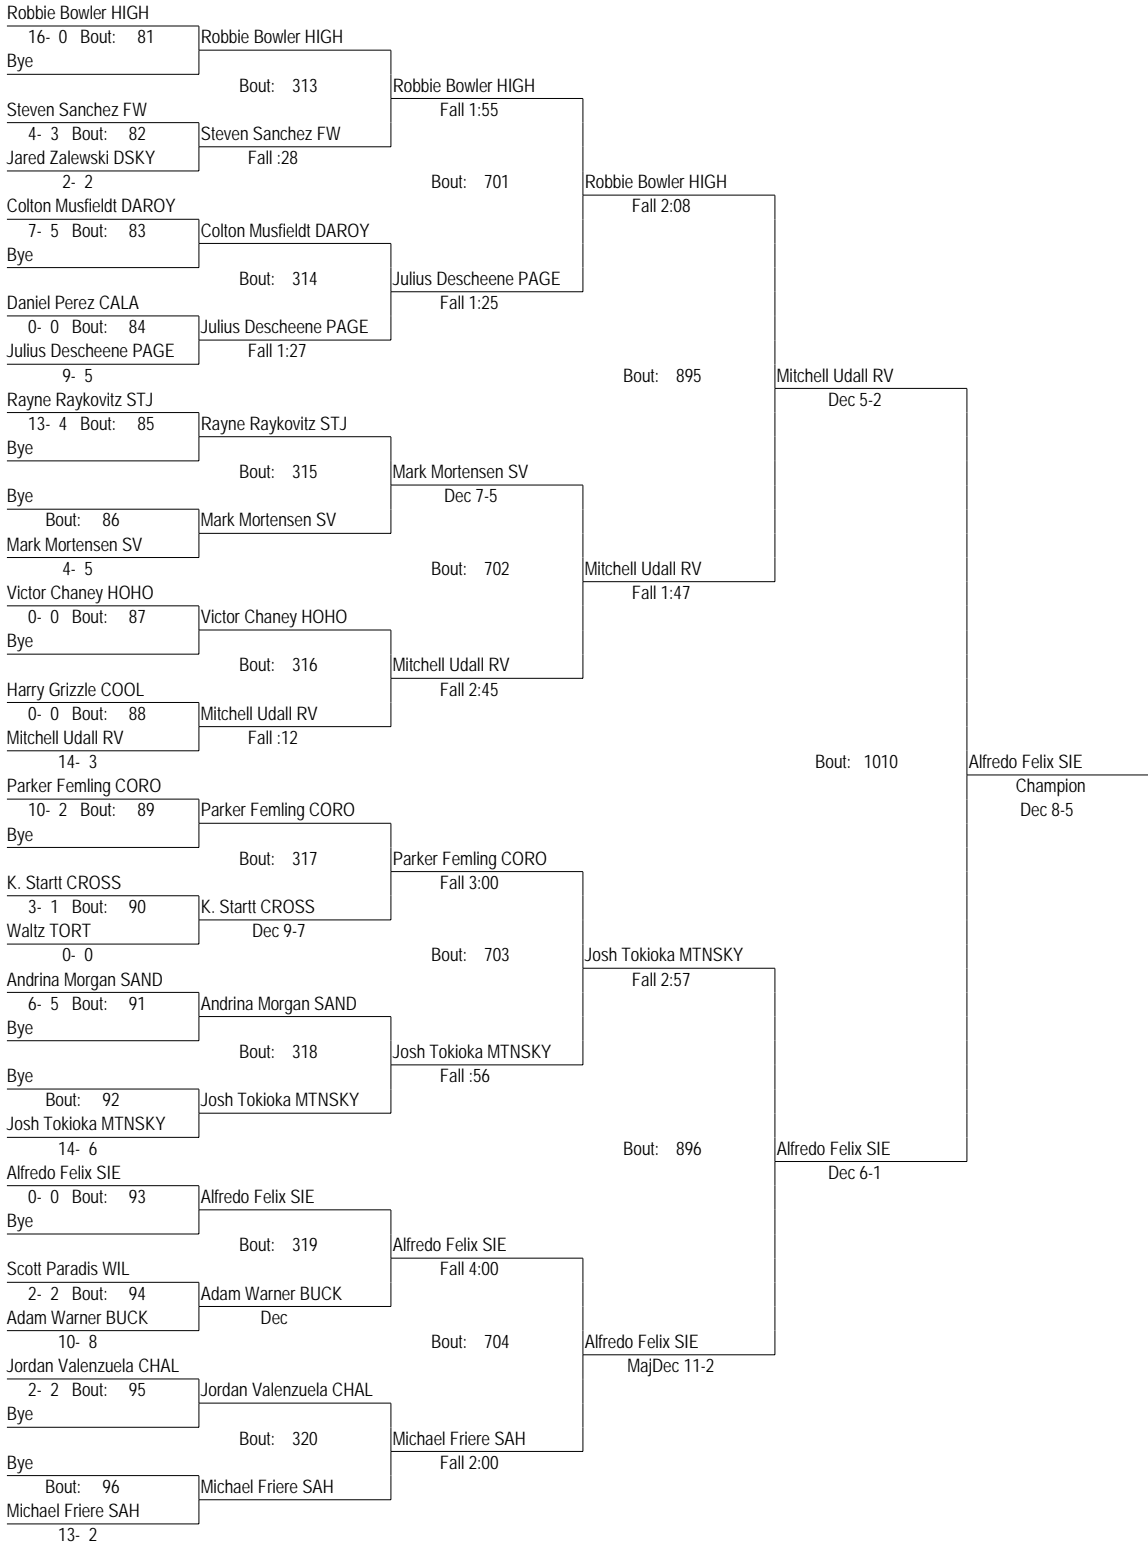 Robbie Bowler HIGH
16- 0 Bout: 81 Robbie Bowler HIGH
Bye
Bout: 313 Robbie Bowler HIGH
Steven Sanchez FW Fall 1:55
4- 3 Bout: 82 Steven Sanchez FW
Jared Zalewski DSKY Fall :28
2- 2 Bout: 701 Robbie Bowler HIGH
Colton Musfieldt DAROY Fall 2:08
7- 5 Bout: 83 Colton Musfieldt DAROY
Bye
Bout: 314 Julius Descheene PAGE
Daniel Perez CALA Fall 1:25
0- 0 Bout: 84 Julius Descheene PAGE
Julius Descheene PAGE Fall 1:27
9- 5 Bout: 895 Mitchell Udall RV
Rayne Raykovitz STJ Dec 5-2
13- 4 Bout: 85 Rayne Raykovitz STJ
Bye
Bout: 315 Mark Mortensen SV
Bye Dec 7-5
Bout: 86 Mark Mortensen SV
Mark Mortensen SV
4- 5 Bout: 702 Mitchell Udall RV
Victor Chaney HOHO Fall 1:47
0- 0 Bout: 87 Victor Chaney HOHO
Bye
Bout: 316 Mitchell Udall RV
Harry Grizzle COOL Fall 2:45
0- 0 Bout: 88 Mitchell Udall RV
Mitchell Udall RV Fall :12
14- 3 Bout: 1010 Alfredo Felix SIE
Parker Femling CORO Champion
10- 2 Bout: 89 Parker Femling CORO Dec 8-5
Bye
Bout: 317 Parker Femling CORO
K. Startt CROSS Fall 3:00
3- 1 Bout: 90 K. Startt CROSS
Waltz TORT Dec 9-7
0- 0 Bout: 703 Josh Tokioka MTNSKY
Andrina Morgan SAND Fall 2:57
6- 5 Bout: 91 Andrina Morgan SAND
Bye
Bout: 318 Josh Tokioka MTNSKY
Bye Fall :56
Bout: 92 Josh Tokioka MTNSKY
Josh Tokioka MTNSKY
14- 6 Bout: 896 Alfredo Felix SIE
Alfredo Felix SIE Dec 6-1
0- 0 Bout: 93 Alfredo Felix SIE
Bye
Bout: 319 Alfredo Felix SIE
Scott Paradis WIL Fall 4:00
2- 2 Bout: 94 Adam Warner BUCK
Adam Warner BUCK Dec
10- 8 Bout: 704 Alfredo Felix SIE
Jordan Valenzuela CHAL MajDec 11-2
2- 2 Bout: 95 Jordan Valenzuela CHAL
Bye
Bout: 320 Michael Friere SAH
Bye Fall 2:00
Bout: 96 Michael Friere SAH
Michael Friere SAH
13- 2